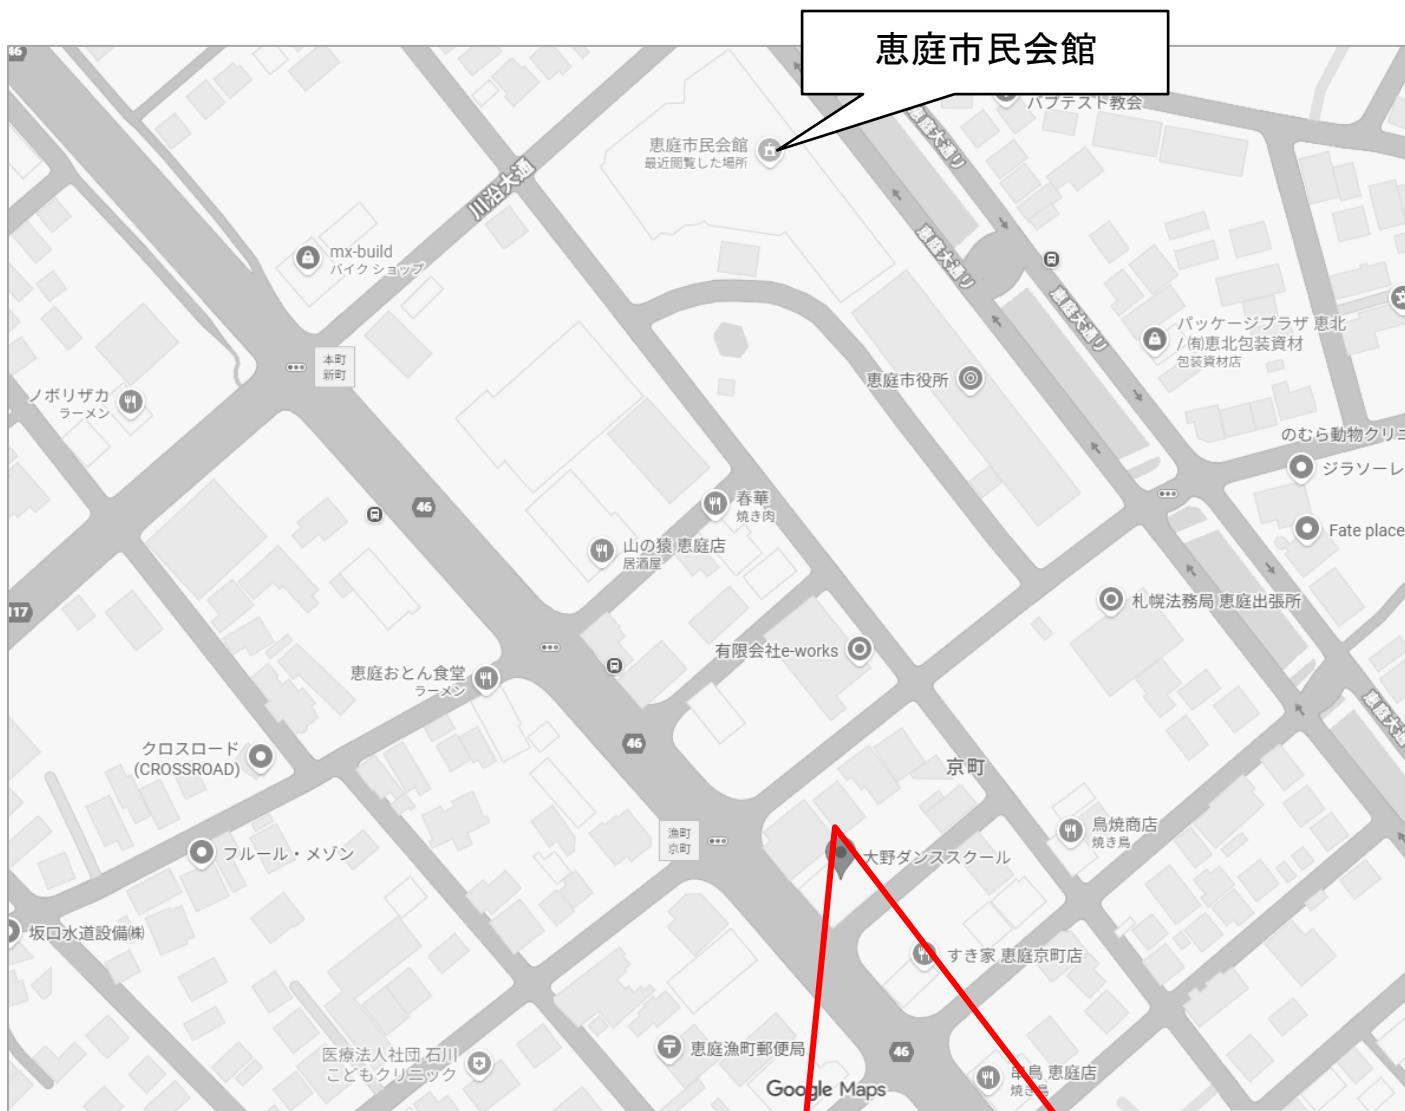 恵庭市民会館
46
バプテスト教会
恵庭市民会館
最近閲覧した場所
恵庭大通り
川沿大通
mx-build
バイク ショップ
恵庭大通り
恵庭大通り
パッケージプラザ 恵北
/ ㈲恵北包装資材
包装資材店
本町
新町
恵庭市役所
ノボリザカ
ラーメン
のむら動物クリニ
ジラソーレ
46
春華
焼き肉
Fate place
山の猿 恵庭店
居酒屋
117
札幌法務局 恵庭出張所
有限会社e-works
恵庭おとん食堂
ラーメン
恵庭大通
46
クロスロード
(CROSSROAD)
京町
漁町
京町
鳥焼商店
焼き鳥
フルール・メゾン
大野ダンススクール
坂口水道設備㈱
すき家 恵庭京町店
恵庭漁町郵便局
46
医療法人社団 石川
こどもクリニック
串鳥 恵庭店
焼き鳥
Google Maps